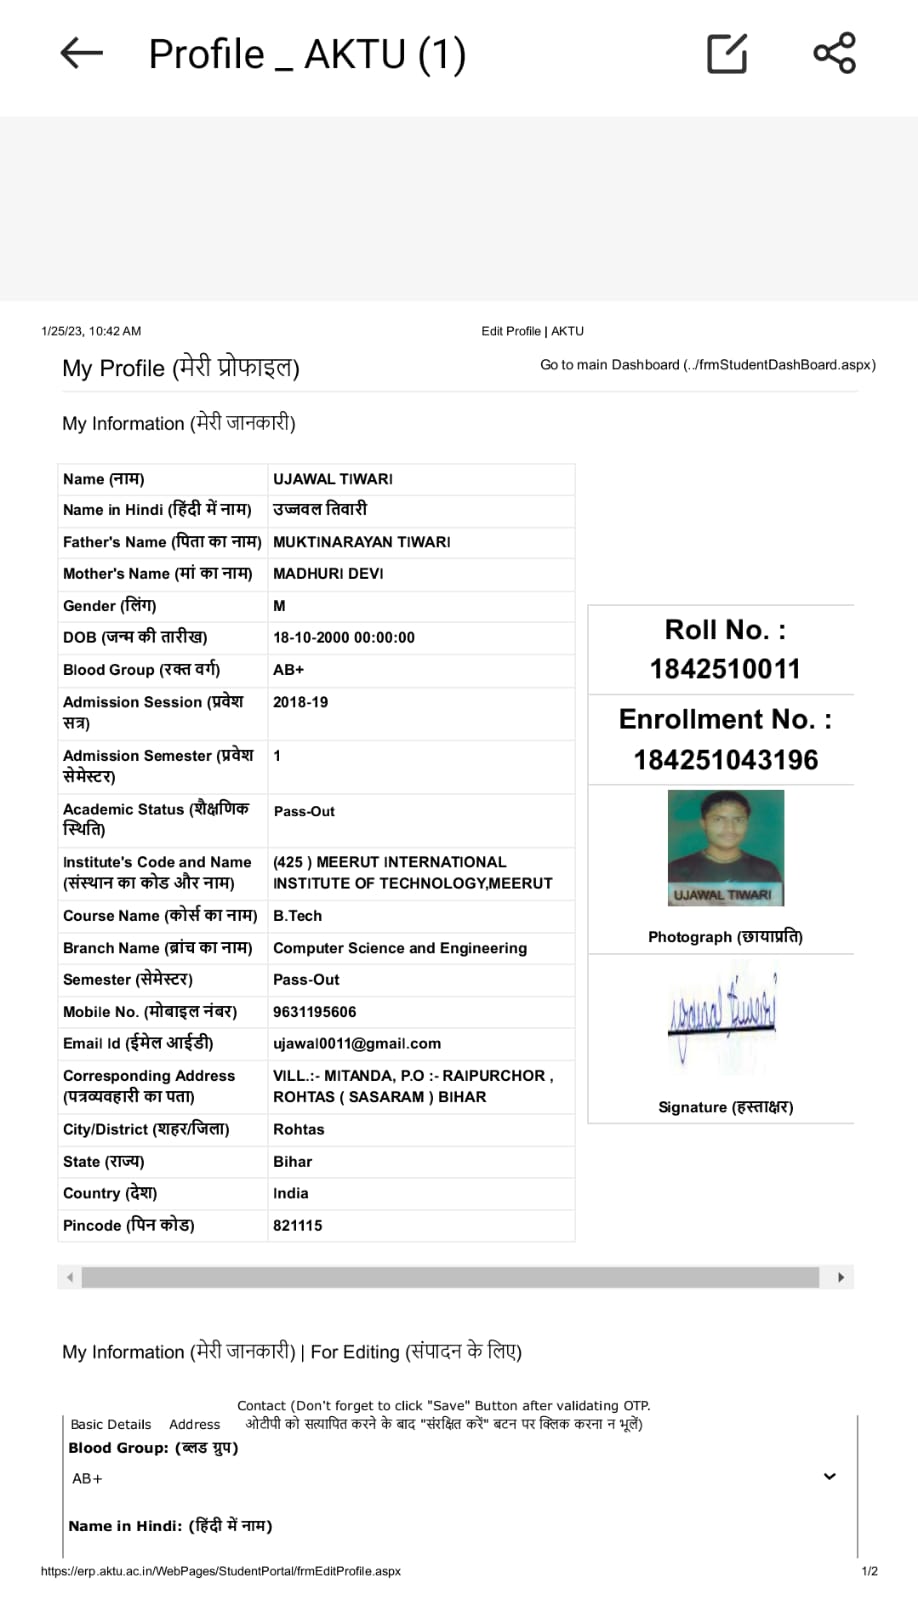 Profile _ AKTU (1)
1/25/23, 10:42 AM
Edit Profile | AKTU
My Profile (मेरी प्रोफाइल)
Go to main Dashboard (../frmStudentDashBoard.aspx)
My Information (मेरी जानकारी)
Name (नाम) UJAWAL TIWARI
Name in Hindi (हिंदी में नाम) उज्जवल तिवारी
Father's Name (पिता का नाम) MUKTINARAYAN TIWARI
Mother's Name (मां का नाम) MADHURI DEVI
Gender (लिंग) M
DOB (जन्म की तारीख) 18-10-2000 00:00:00
Blood Group (रक्त वर्ग) AB+
Admission Session (प्रवेश
सत्र) 2018-19
Admission Semester (प्रवेश
सेमेस्टर) 1
Academic Status (शैक्षणिक
स्थिति) Pass-Out
Institute's Code and Name
(संस्थान का कोड और नाम)
(425 ) MEERUT INTERNATIONAL
INSTITUTE OF TECHNOLOGY,MEERUT
Course Name (कोर्स का नाम) B.Tech
Branch Name (ब्रांच का नाम) Computer Science and Engineering
Semester (सेमेस्टर) Pass-Out
Mobile No. (मोबाइल नंबर) 9631195606
Email Id (ईमेल आईडी) ujawal0011@gmail.com
Corresponding Address
(पत्रव्यवहारी का पता)
VILL.:- MITANDA, P.O :- RAIPURCHOR ,
ROHTAS ( SASARAM ) BIHAR
City/District (शहर/जिला) Rohtas
State (राज्य) Bihar
Country (देश) India
Pincode (पिन कोड) 821115
Roll No. :
1842510011
Enrollment No. :
184251043196
UJAWAL TIWARI
Photograph (छायाप्रति)
ujawal tiwari
Signature (हस्ताक्षर)
My Information (मेरी जानकारी) | For Editing (संपादन के लिए)
Basic Details
Address
Contact (Don't forget to click "Save" Button after validating OTP.
ओटीपी को सत्यापित करने के बाद "संरक्षित करें" बटन पर क्लिक करना न भूलें)
Blood Group: (ब्लड ग्रुप)
AB+
Name in Hindi: (हिंदी में नाम)
https://erp.aktu.ac.in/WebPages/StudentPortal/frmEditProfile.aspx
1/2